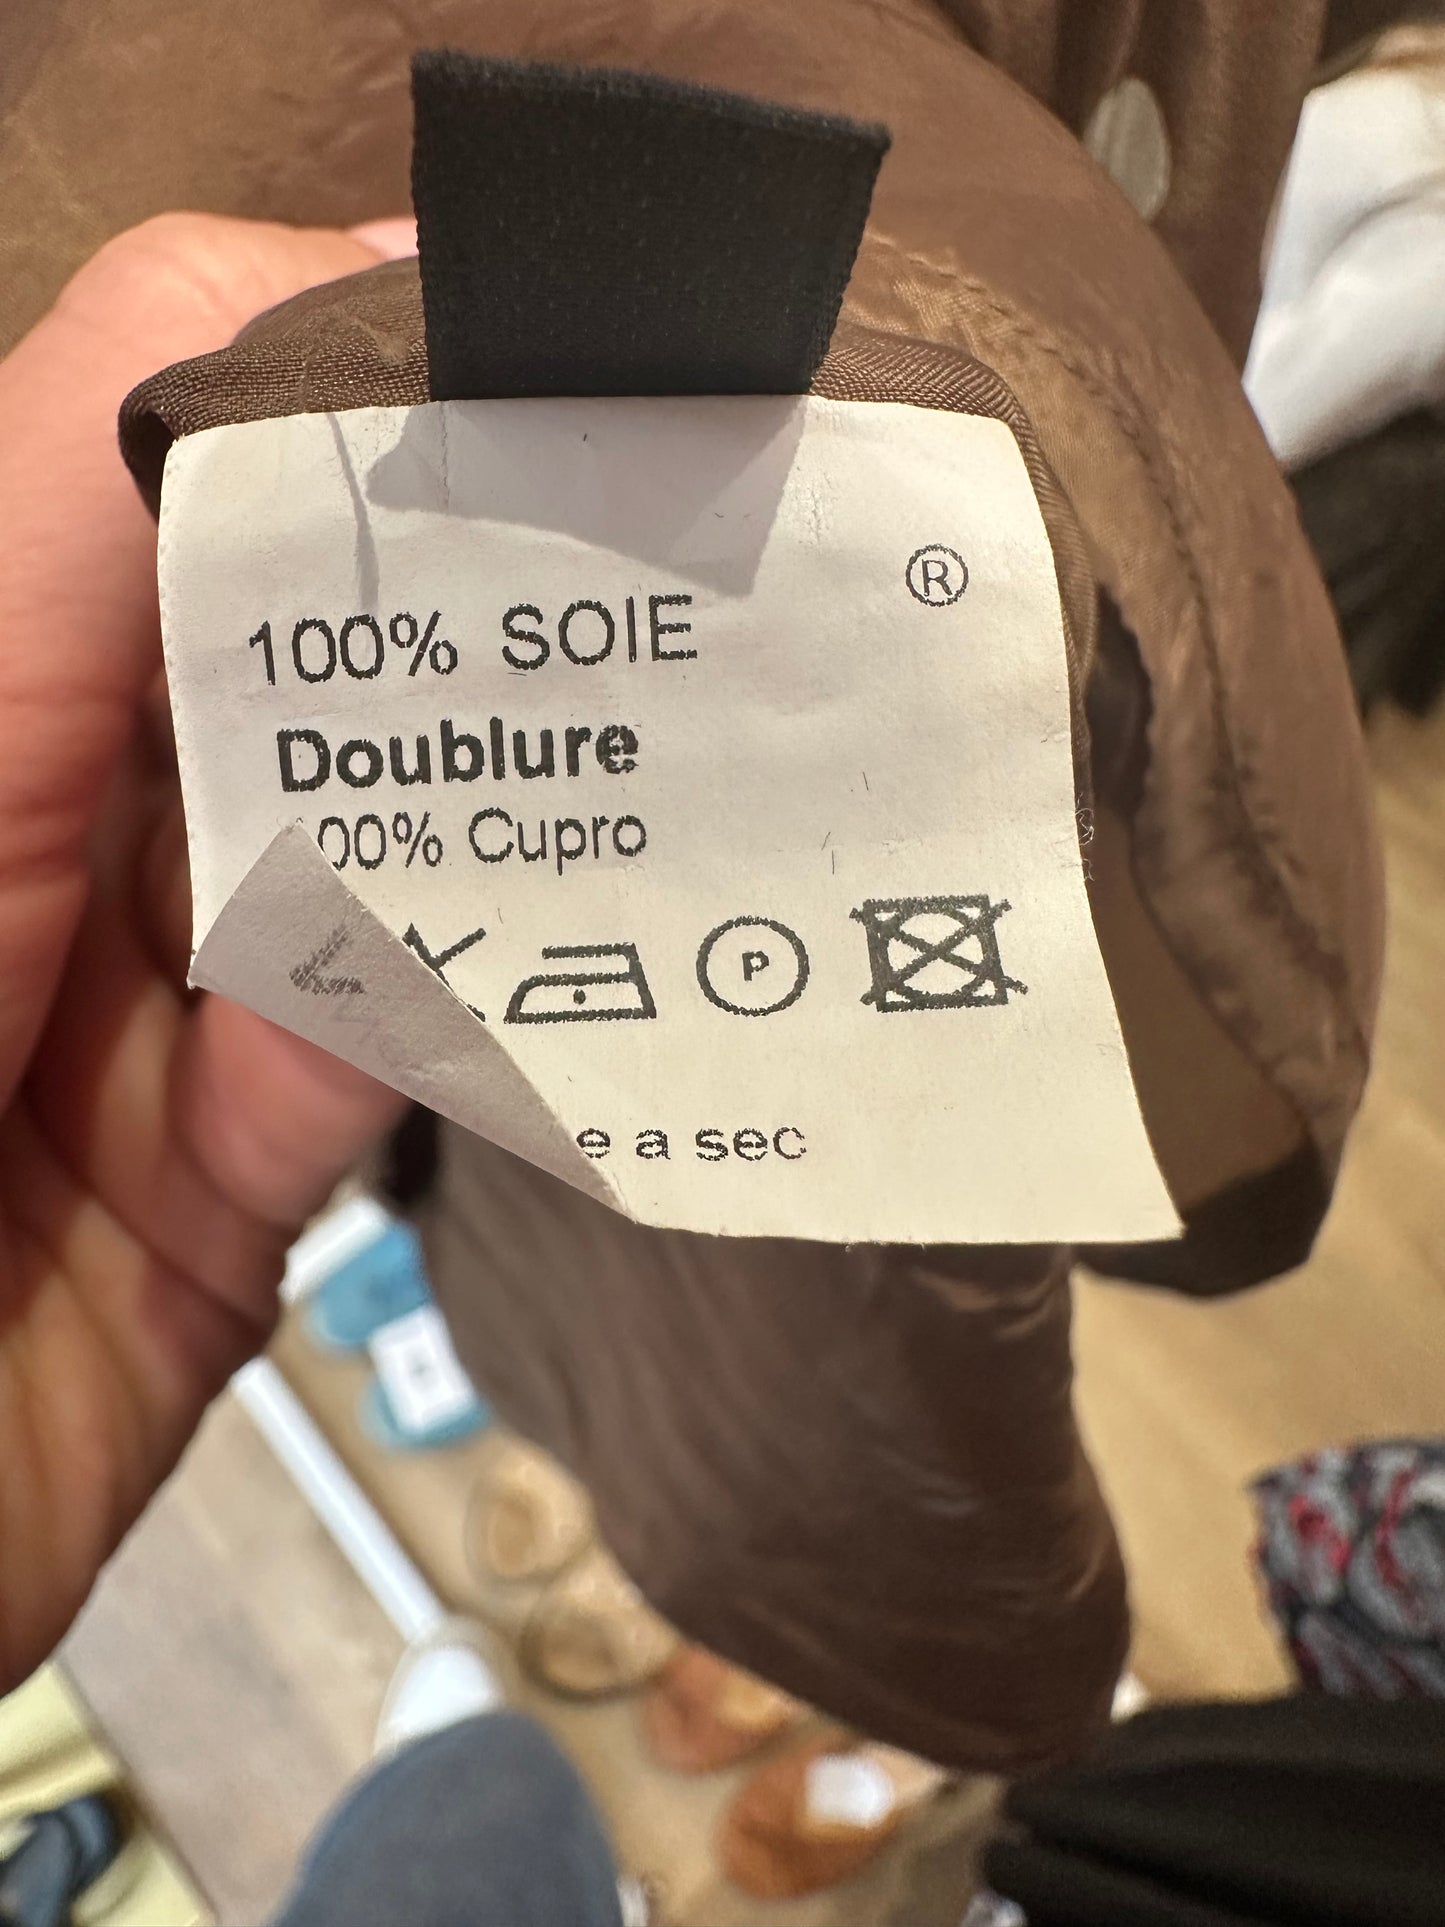 ®
100% SOIE
Doublure
00% Cupro
P
e a sec